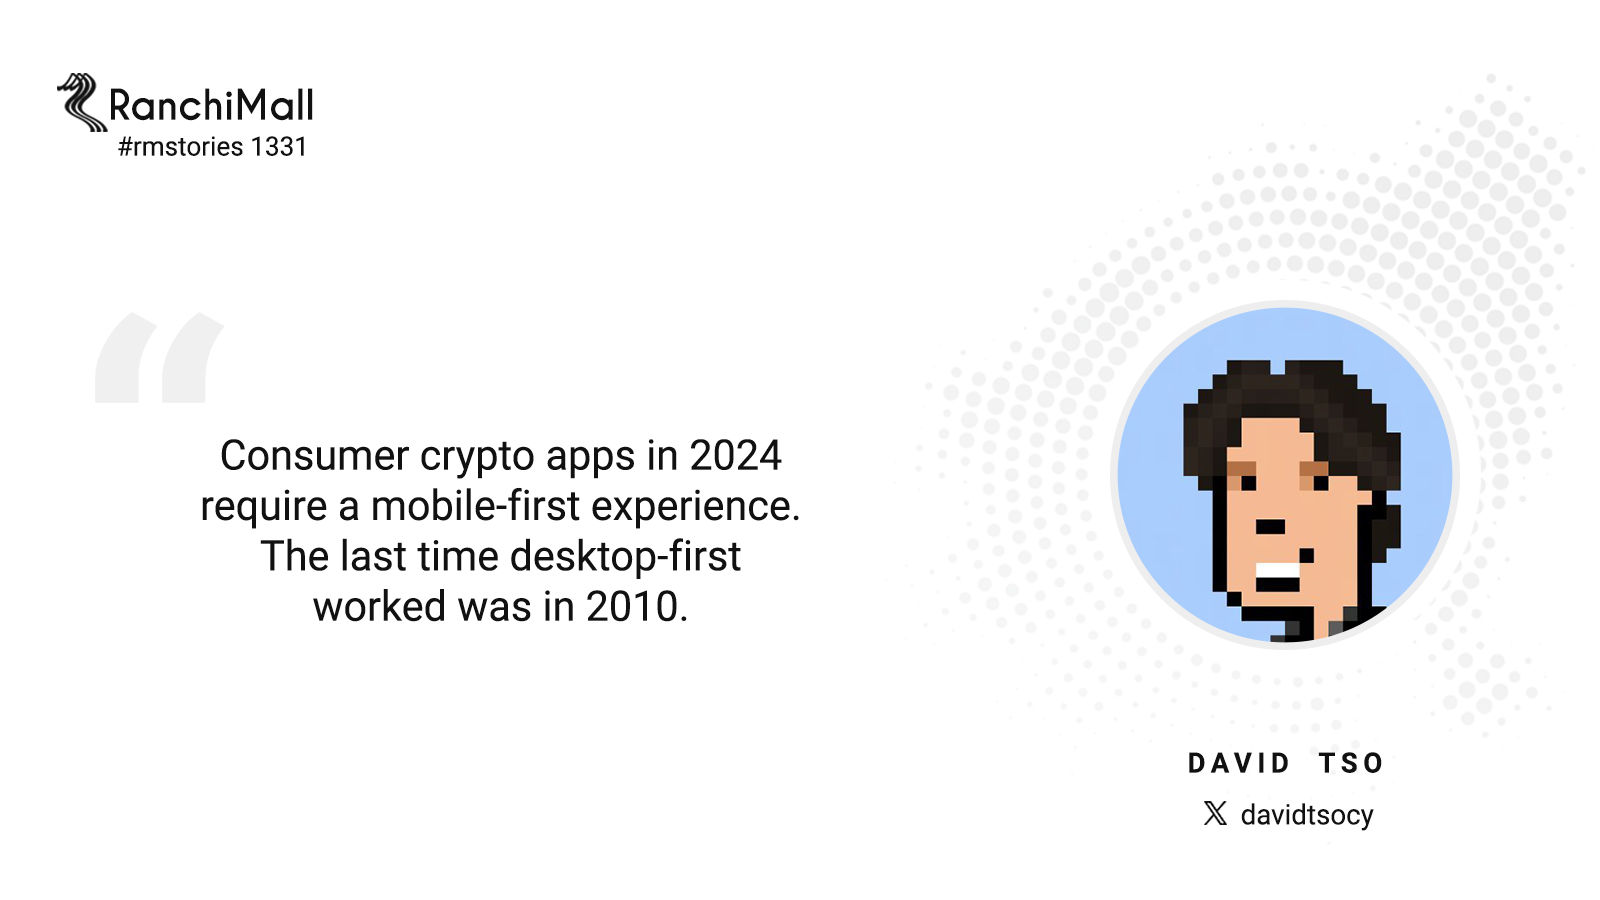 RanchiMall
#rmstories 1331
“
Consumer crypto apps in 2024
require a mobile-first experience.
The last time desktop-first
worked was in 2010.
DAVID TSO
X davidtsocy